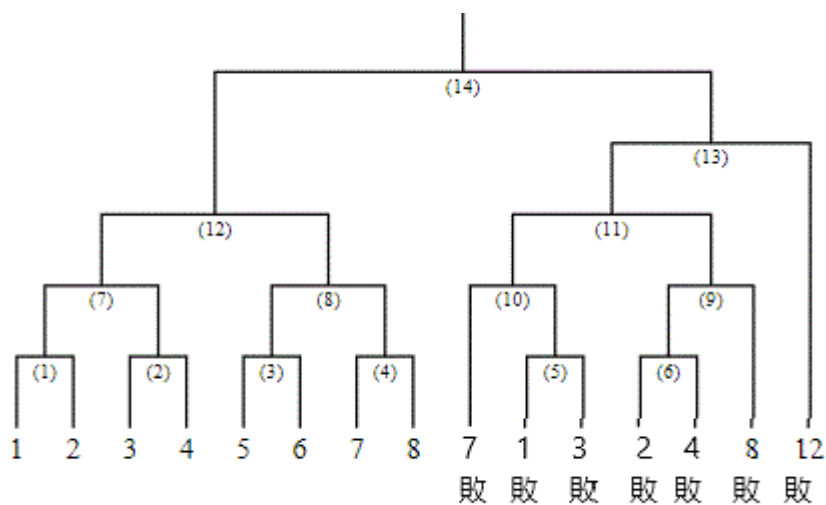 (14)
(13)
(12) (11)
(7) (8) (10) (9)
(1) (2) (3) (4) (5) (6)
1 2 3 4 5 6 7 8 7 1 3 2 4 8 12
敗 敗 敗 敗 敗 敗 敗